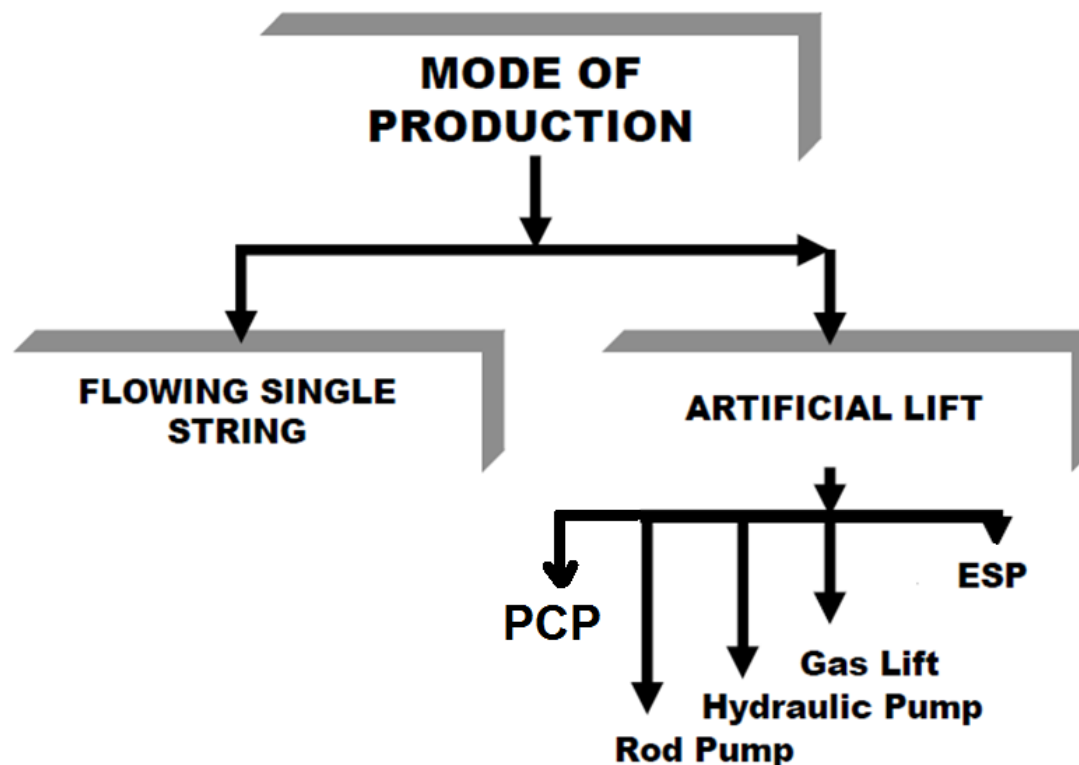 MODE OF
PRODUCTION
FLOWING SINGLE
STRING
ARTIFICIAL LIFT
ESP
PCP
Gas Lift
Hydraulic Pump
Rod Pump